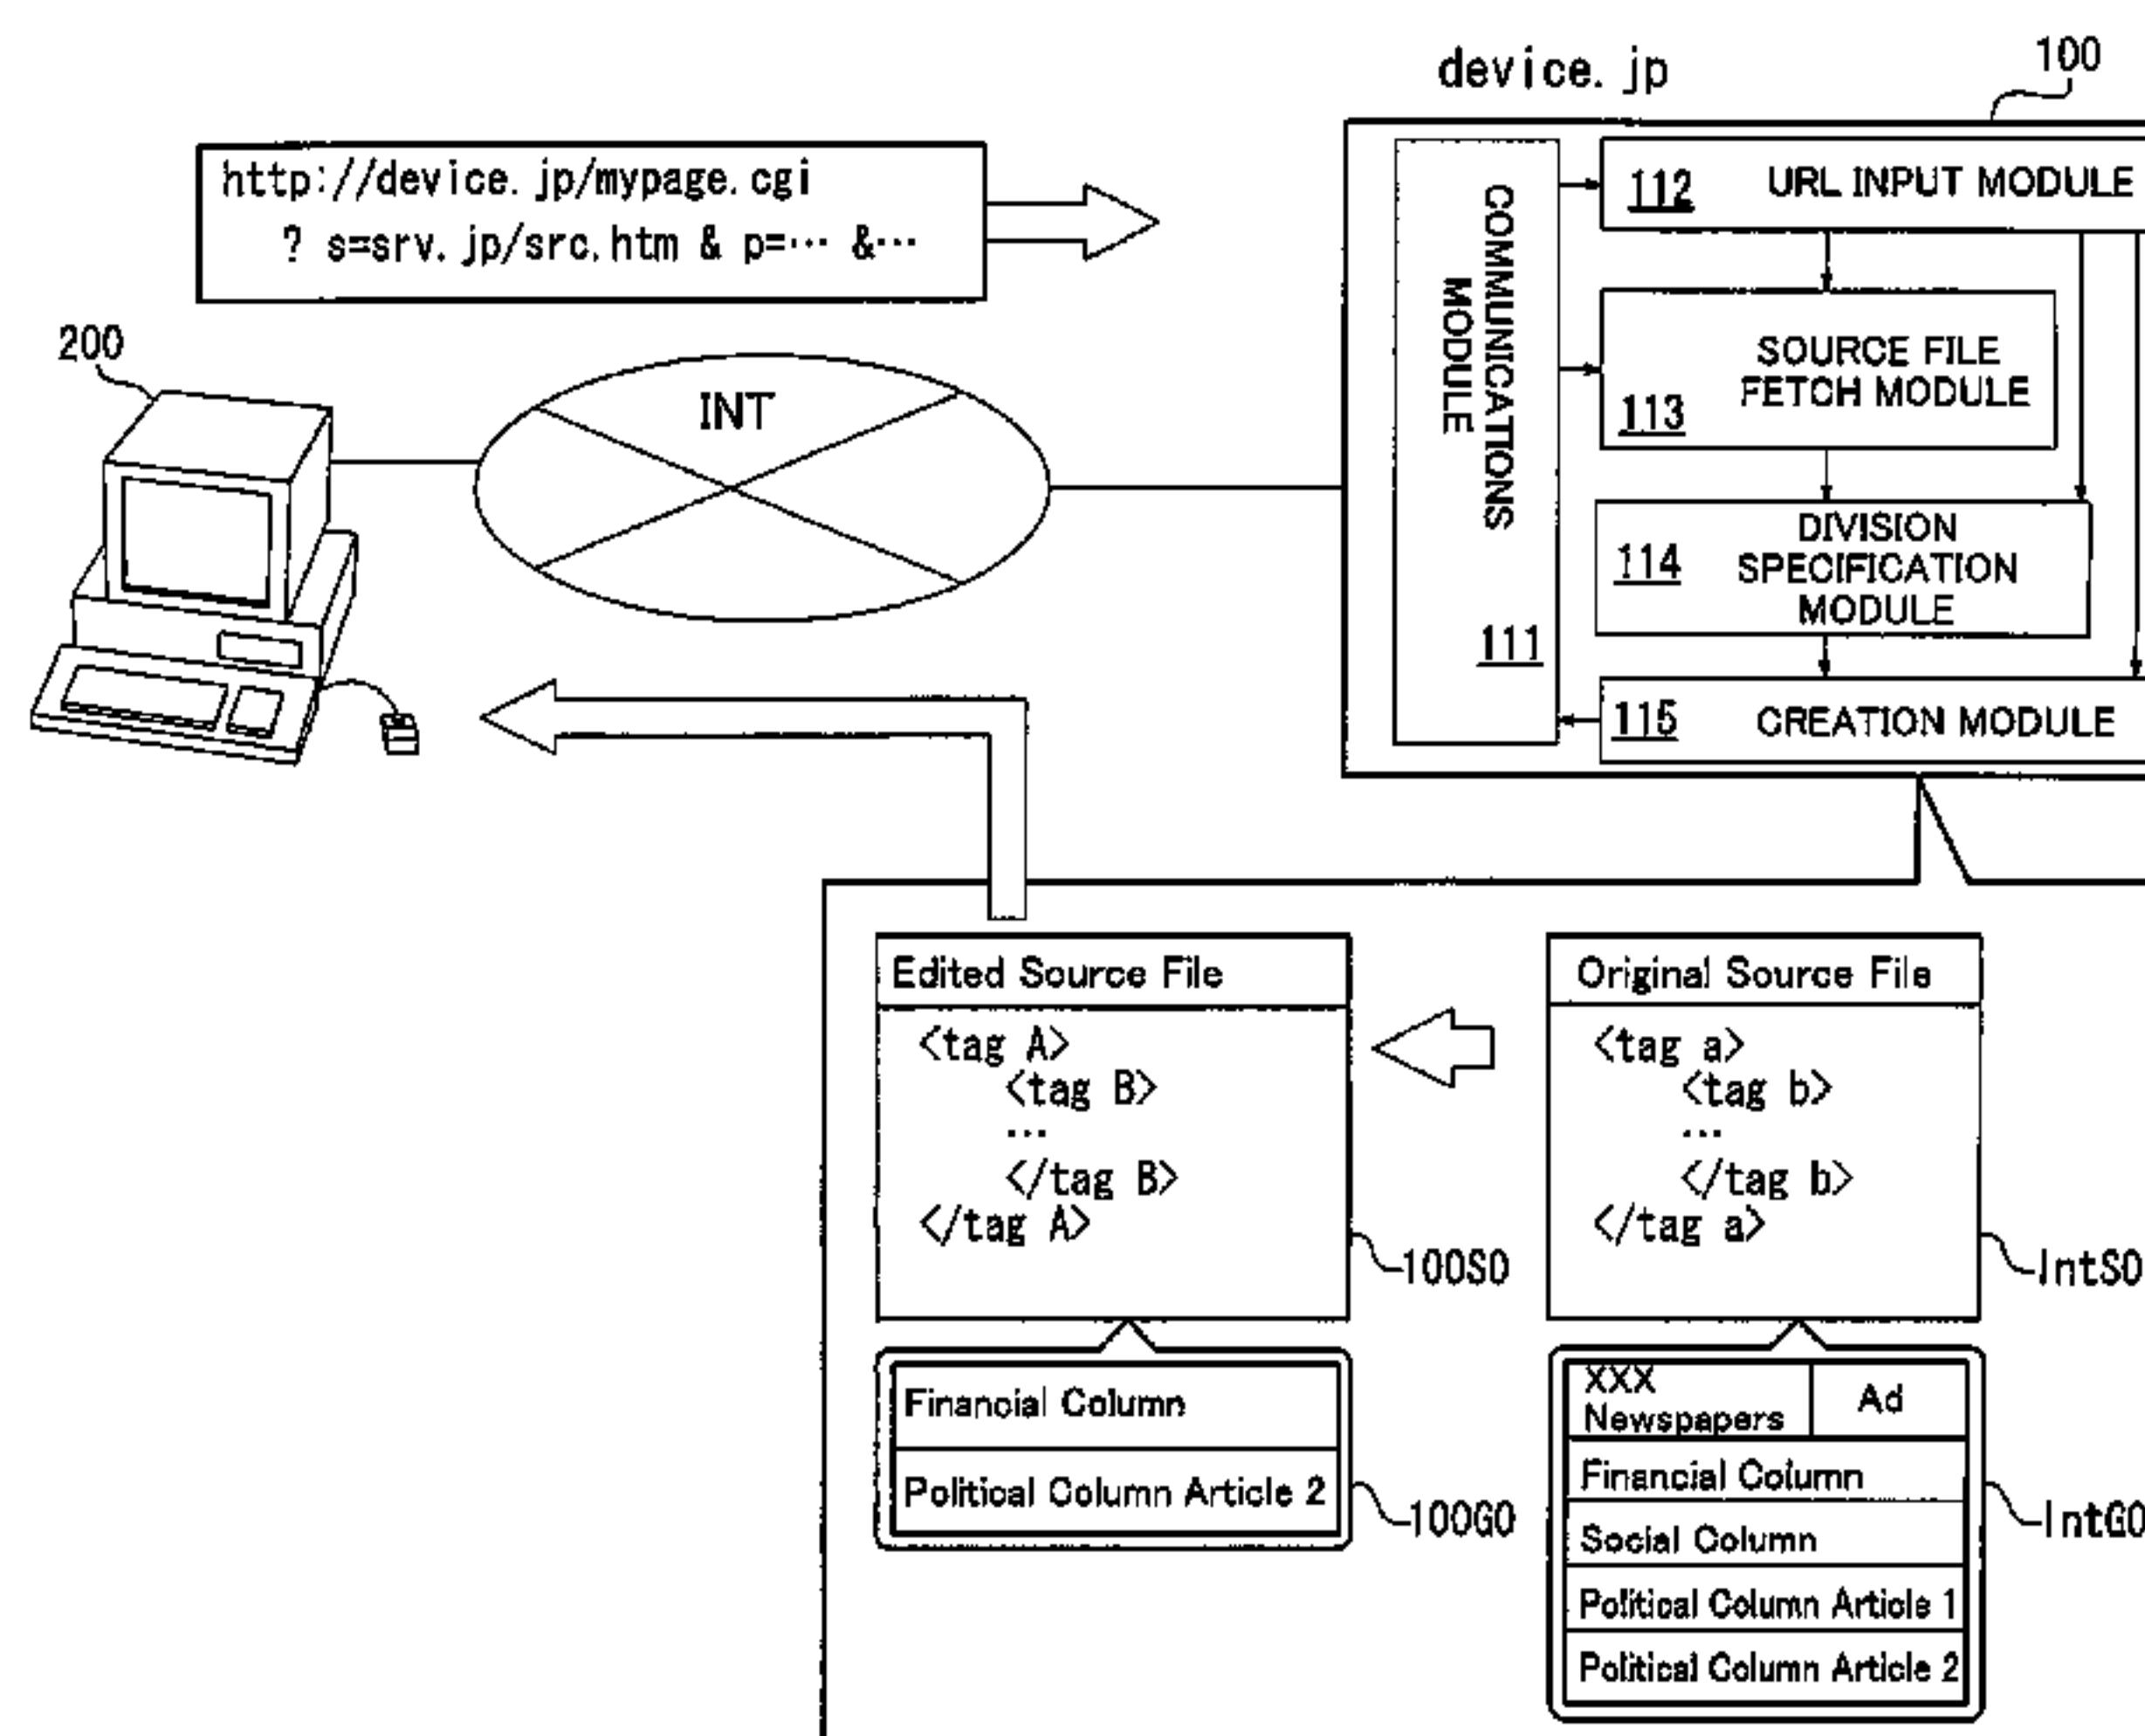 device. jp
100
http://device. jp/mypage. cgi
? s=srv. jp/src. htm & p=… &…
200
INT
COMMUNICATIONS
MODULE
111
112 URL INPUT MODULE
SOURCE FILE
113 FETCH MODULE
DIVISION
114 SPECIFICATION
MODULE
115 CREATION MODULE
Edited Source File
<tag A>
<tag B>
…
</tag B>
</tag A>
100S0
Original Source File
<tag a>
<tag b>
…
</tag b>
</tag a>
IntS0
Financial Column
Political Column Article 2
100G0
XXX
Newspapers
Ad
Financial Column
Social Column
Political Column Article 1
Political Column Article 2
IntG0